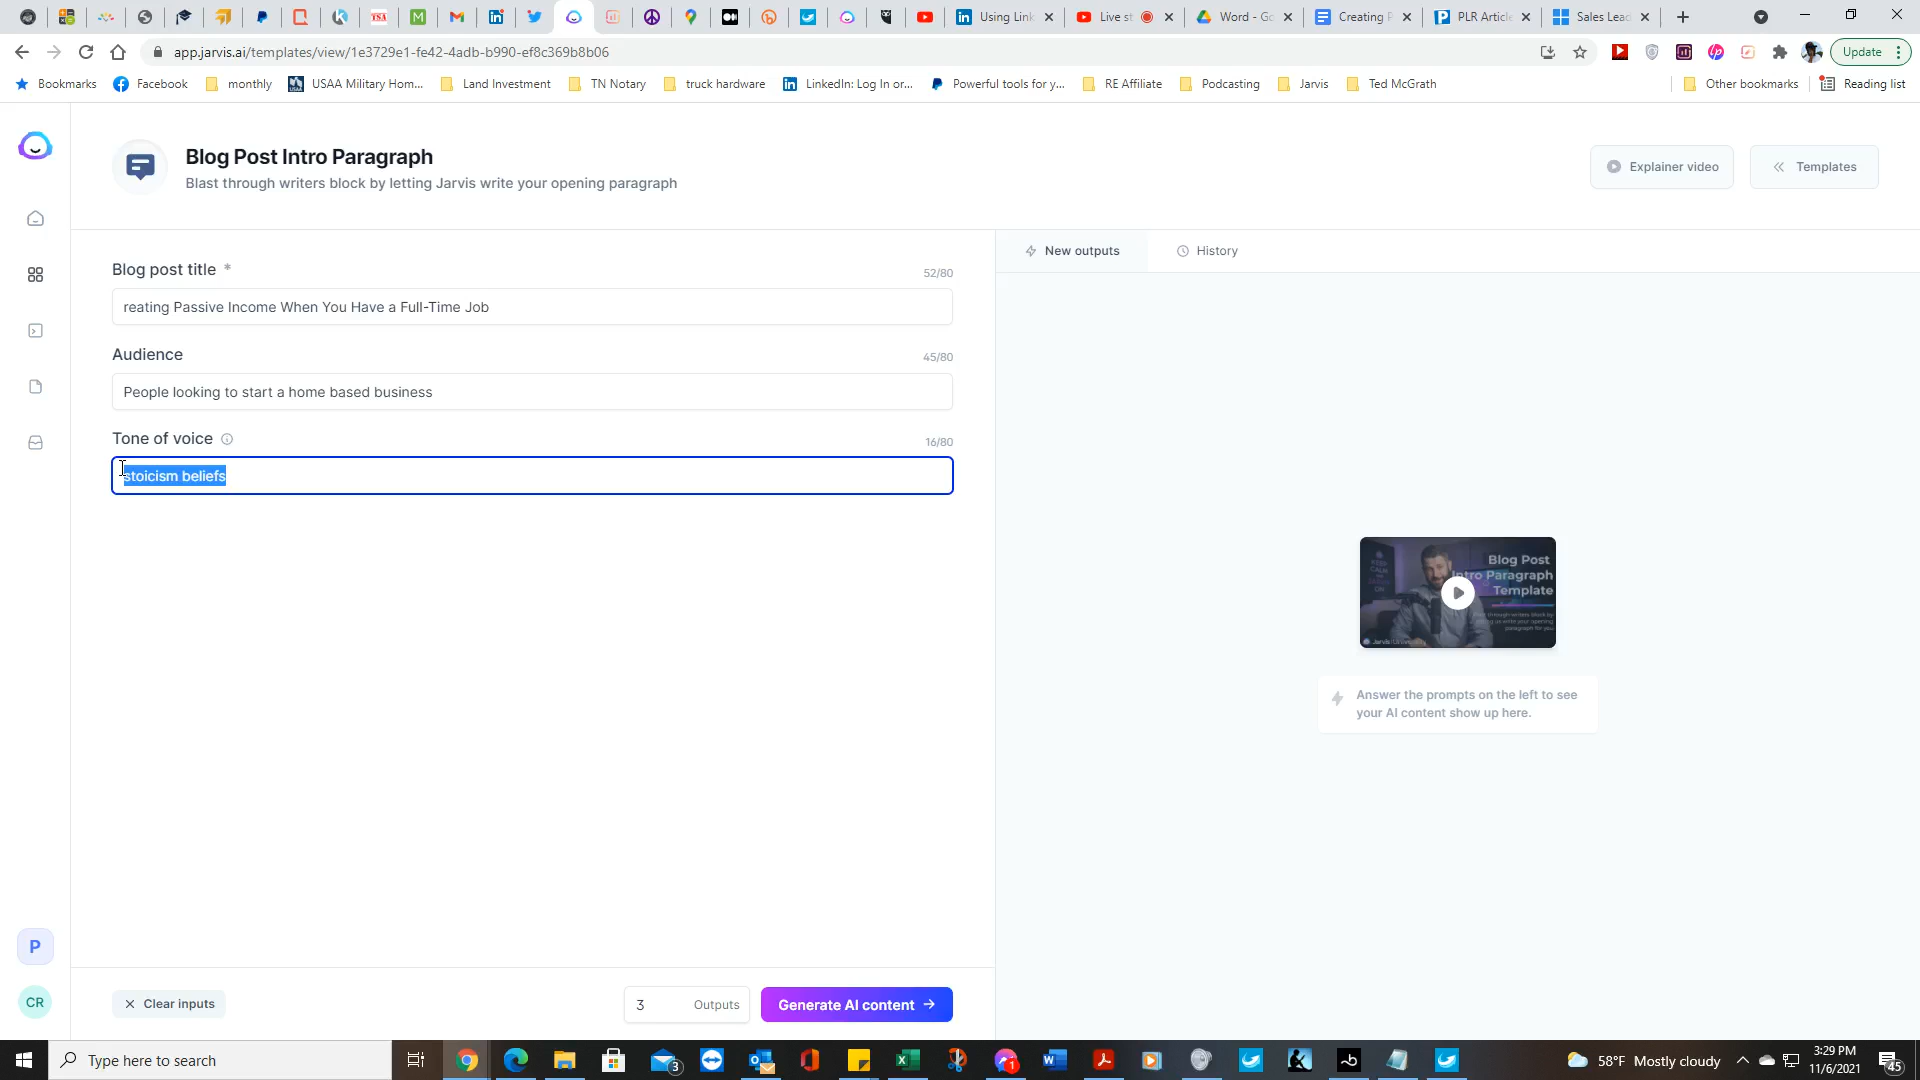 Using Link
Live st
Word - Go
Creating P
PLR Article
Sales Lead
app.jarvis.ai/templates/view/1e3729e1-fe42-4adb-b990-ef8c369b8b06
Update
Bookmarks
Facebook
monthly
USAA Military Hom...
Land Investment
TN Notary
truck hardware
LinkedIn: Log In or...
Powerful tools for y...
RE Affiliate
Podcasting
Jarvis
Ted McGrath
Other bookmarks
Reading list
Blog Post Intro Paragraph
Blast through writers block by letting Jarvis write your opening paragraph
Explainer video
Templates
New outputs
History
Blog post title *
52/80
reating Passive Income When You Have a Full-Time Job
Audience
45/80
People looking to start a home based business
Tone of voice
16/80
stoicism beliefs
Blog Post
Intro Paragraph
Template
Answer the prompts on the left to see
your AI content show up here.
P
CR
Clear inputs
3 Outputs
Generate AI content
Type here to search
3
1
58°F Mostly cloudy
3:29 PM
11/6/2021
45